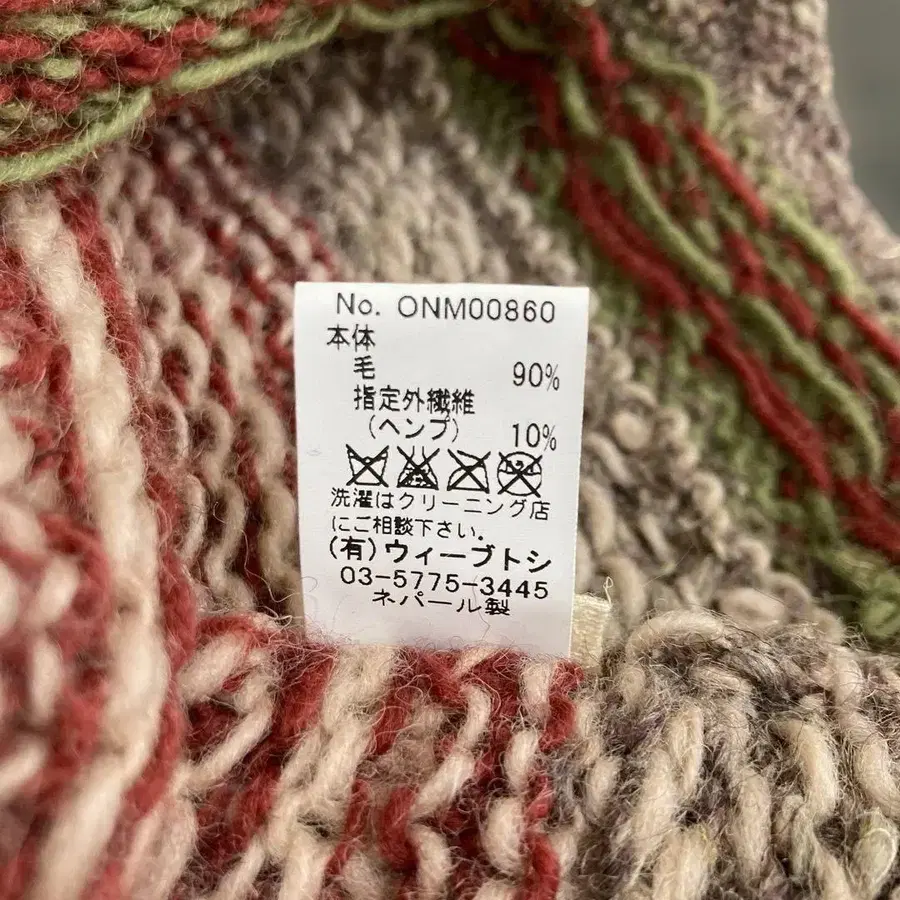 No. ONM00860
本体
毛 90%
指定外繊維
(ヘンプ) 10%
洗濯はクリーニング店
にご相談下さい.
(有)ウィーブトシ
03-5775-3445
ネパール製